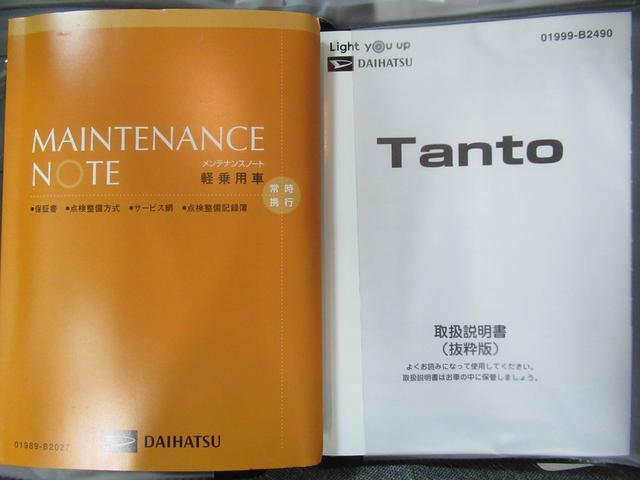 MAINTENANCE
NOTE
メンテナンスノート
軽乗用車
常時
携行
●保証書 ●点検整備方式 ●サービス網 ●点検整備記録簿
01989-B2027
DAIHATSU
Light you up
DAIHATSU
01999-B2490
Tanto
取扱説明書
(抜粋版)
よくお読みになって使用してください。
取扱説明書はお車の中に保管しましょう。